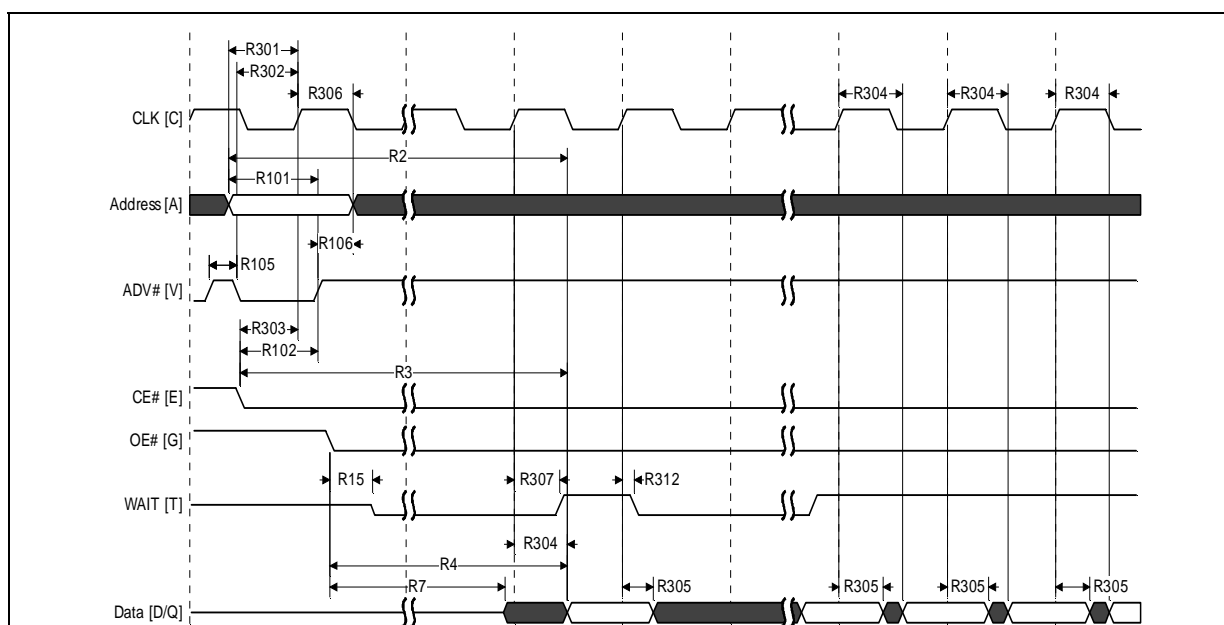 R301
R302
R306
R304
R304
R304
CLK [C]
R2
R101
Address [A]
R106
R105
ADV# [V]
R303
R102
R3
CE# [E]
OE# [G]
R15
R307
R312
WAIT [T]
R304
R4
R7
R305
R305
R305
R305
Data [D/Q]